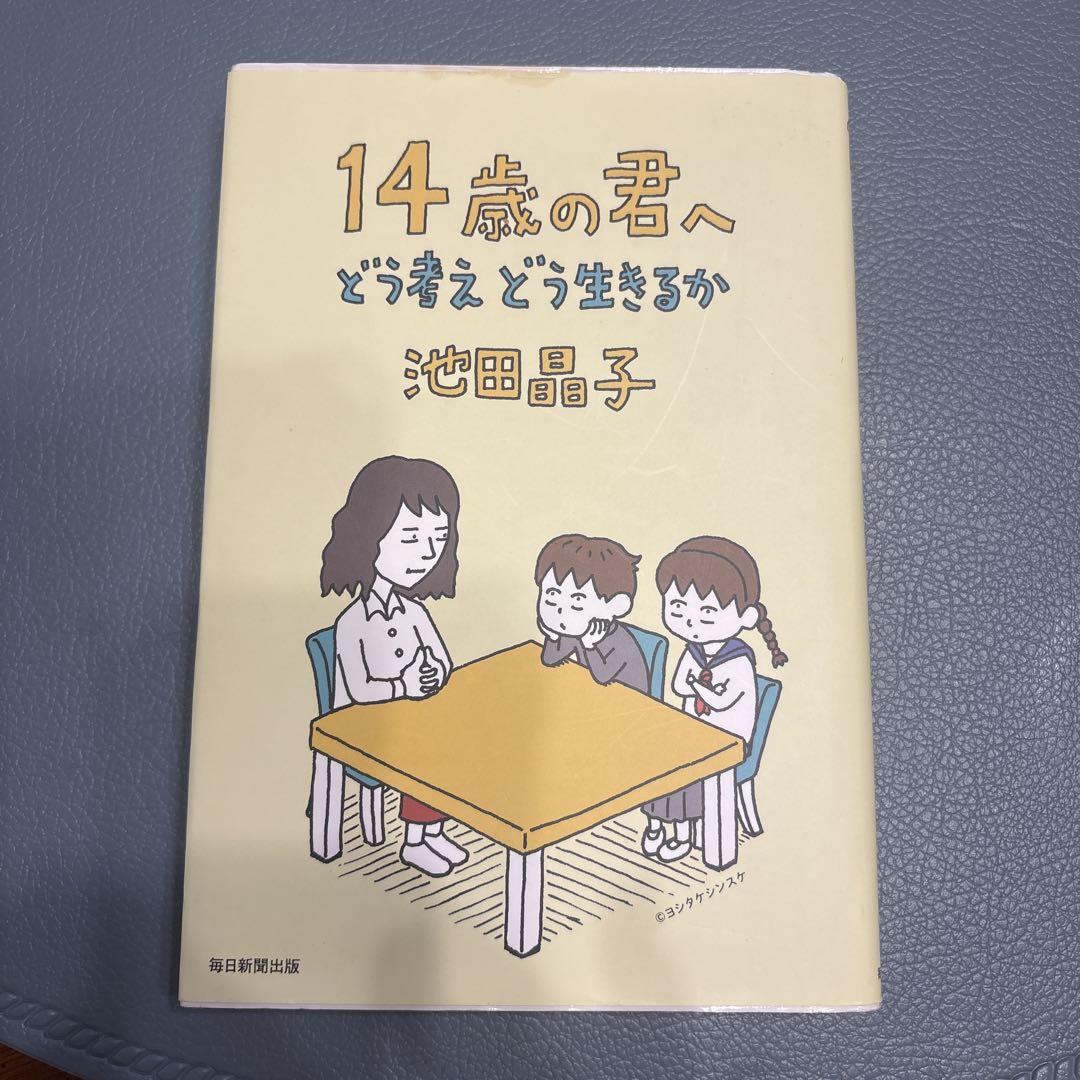 14歳の君へ
どう考え どう生きるか
池田晶子
©ヨシタケシンスケ
毎日新聞出版